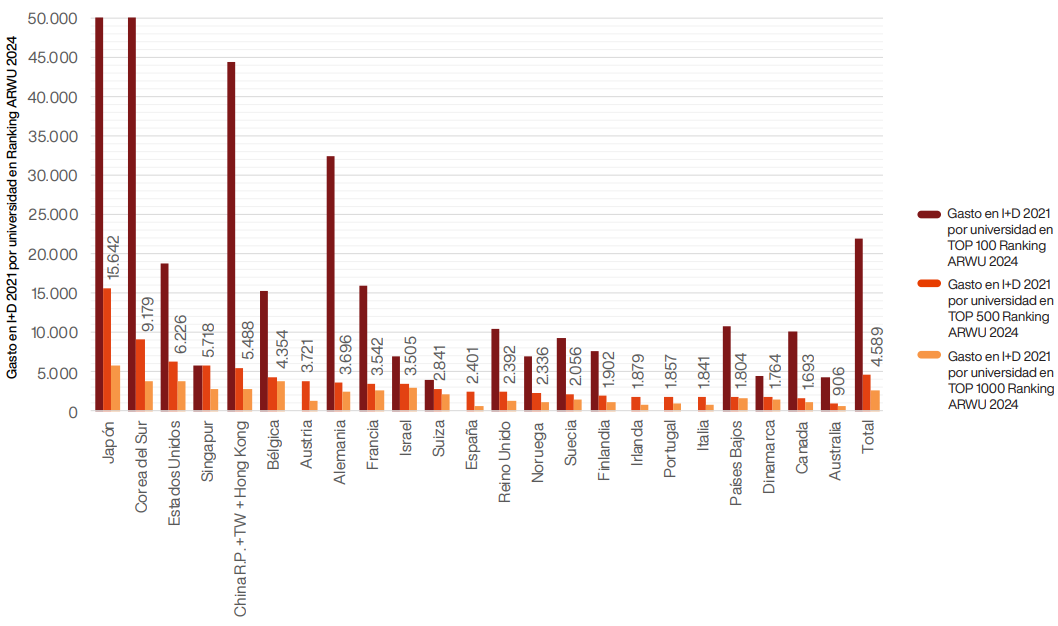 Gasto en I+D 2021 por universidad en Ranking ARWU 2024
50.000
45.000
40.000
35.000
30.000
25.000
20.000
15.000
10.000
5.000
0
15.642
9.179
6.226
5.718
5.488
4.354
3.721
3.696
3.542
3.505
2.841
2.401
2.392
2.336
2.056
1.902
1.879
1.857
1.841
1.804
1.764
1693
906
4.589
Japón
Corea del Sur
Estados Unidos
Singapur
China R.P. + TW + Hong Kong
Bélgica
Austria
Alemania
Francia
Israel
Suiza
España
Reino Unido
Noruega
Suecia
Finlandia
Irlanda
Portugal
Italia
Países Bajos
Dinamarca
Canada
Australia
Total
Gasto en I+D 2021
por universidad en
TOP 100 Ranking
ARWU 2024
Gasto en I+D 2021
por universidad en
TOP 500 Ranking
ARWU 2024
Gasto en I+D 2021
por universidad en
TOP 1000 Ranking
ARWU 2024